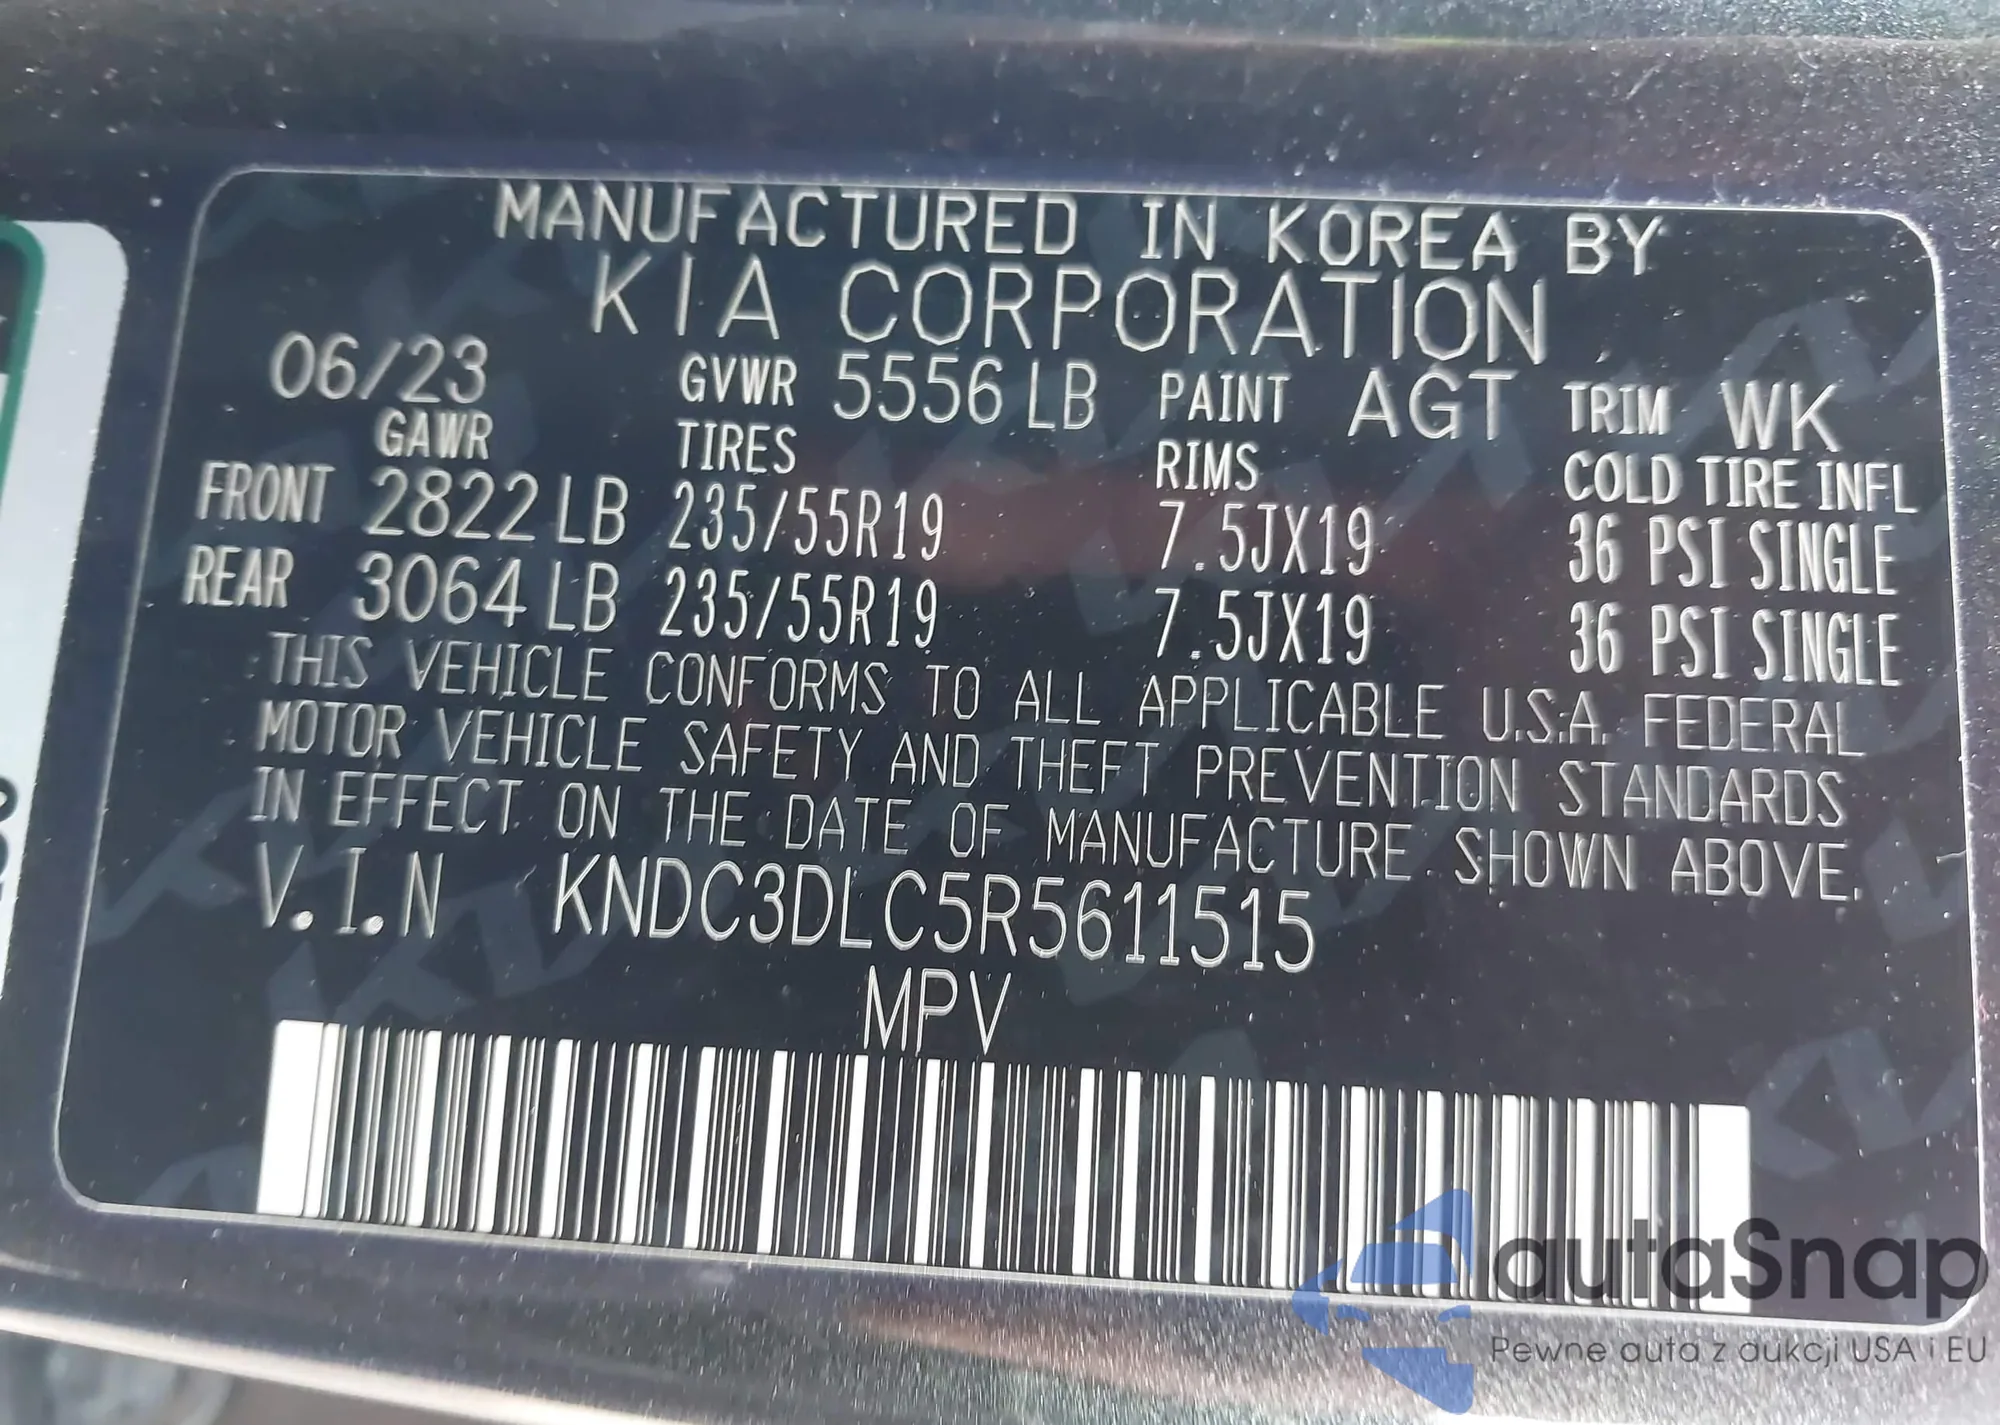 MANUFACTURED IN KOREA BY
KIA CORPORATION
06/23 GVWR 5556 LB PAINT AGT TRIM WK
GAWR TIRES RIMS COLD TIRE INFL
FRONT 2822 LB 235/55R19 7.5JX19 36 PSI SINGLE
REAR 3064 LB 235/55R19 7.5JX19 36 PSI SINGLE
THIS VEHICLE CONFORMS TO ALL APPLICABLE U.S.A. FEDERAL
MOTOR VEHICLE SAFETY AND THEFT PREVENTION STANDARDS
IN EFFECT ON THE DATE OF MANUFACTURE SHOWN ABOVE.
V.I.N KNDC3DLC5R5611515
MPV
autaSnap
Pewne auta z aukcji USA i EU